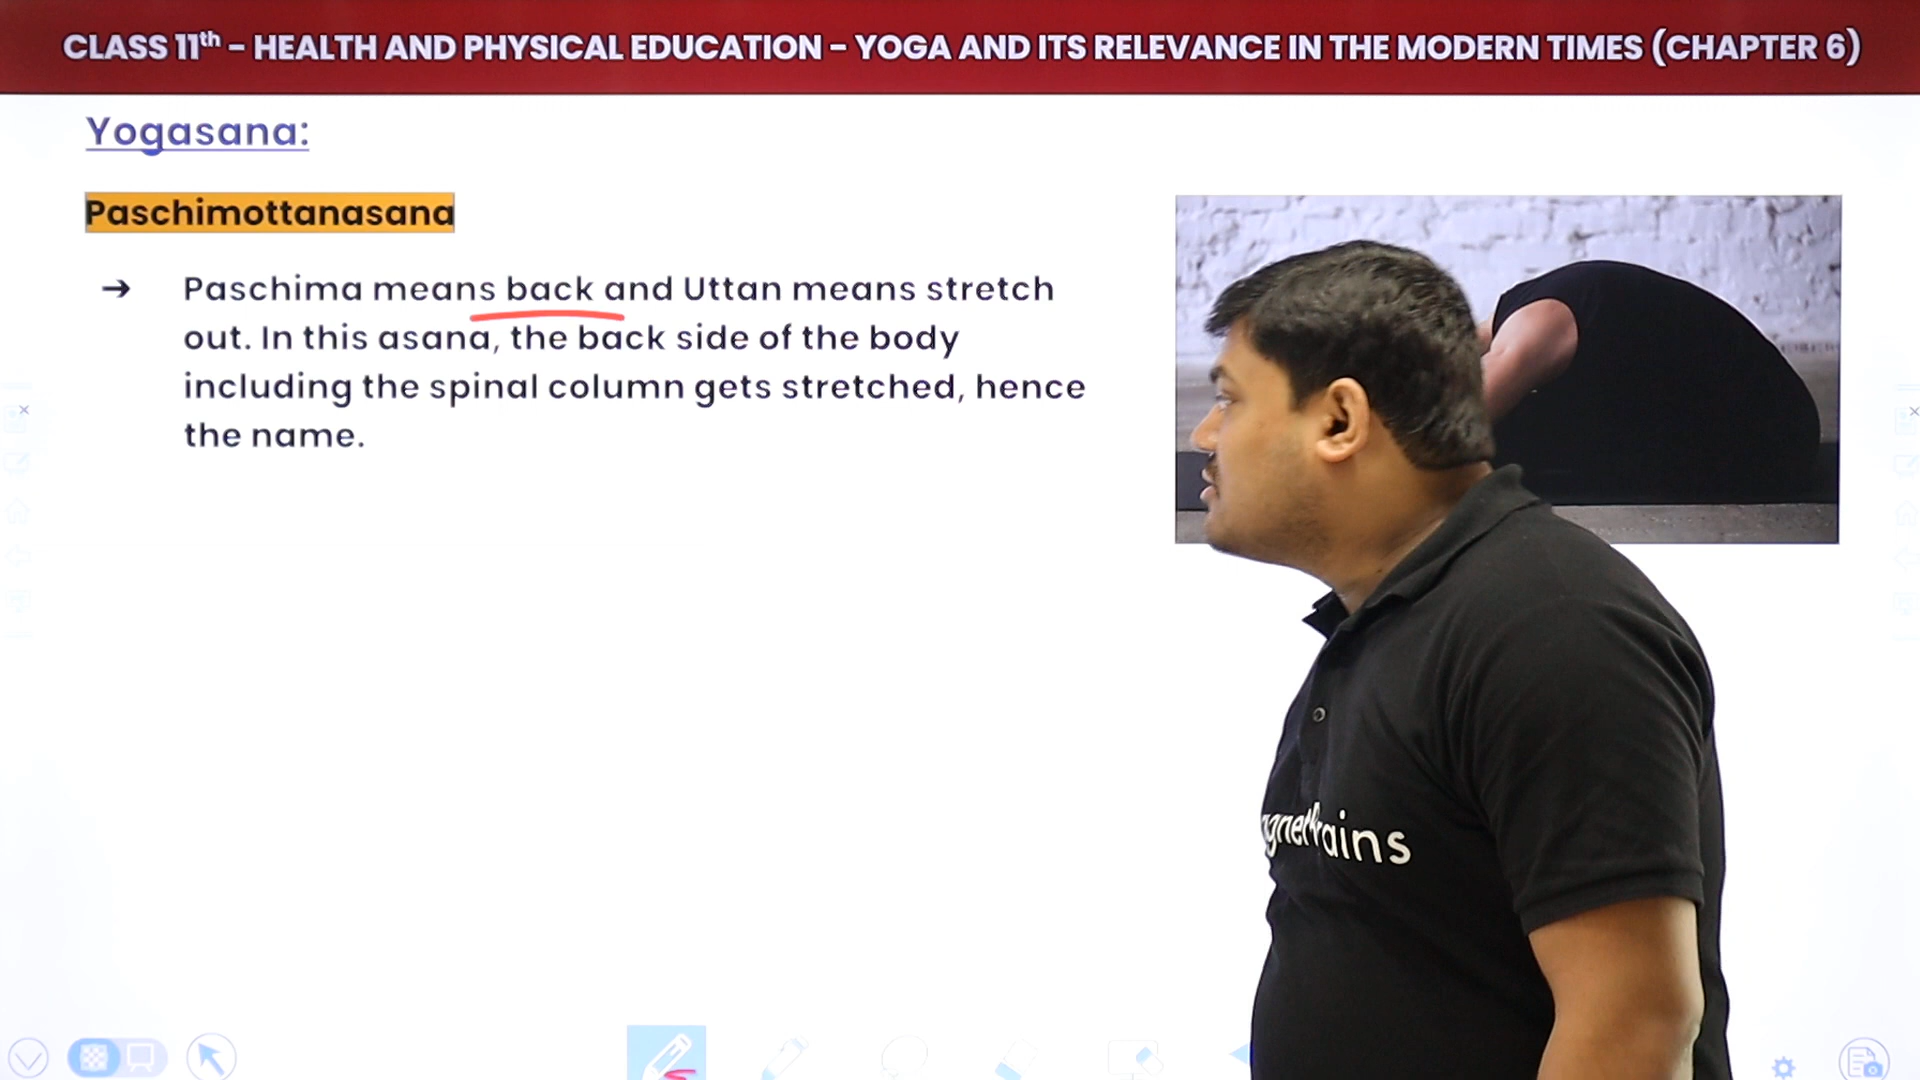 CLASS 11th – HEALTH AND PHYSICAL EDUCATION – YOGA AND ITS RELEVANCE IN THE MODERN TIMES (CHAPTER 6)
Yogasana:
Paschimottanasana
➔ Paschima means back and Uttan means stretch
out. In this asana, the back side of the body
including the spinal column gets stretched, hence
the name.